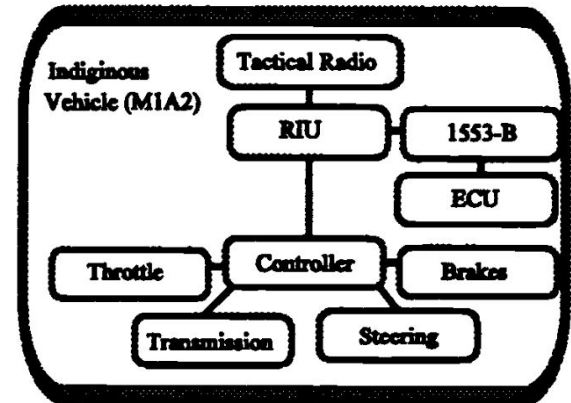 Tactical Radio
Indiginous
Vehicle (M1A2)
RIU
1553-B
ECU
Throttle
Controller
Brakes
Transmission
Steering